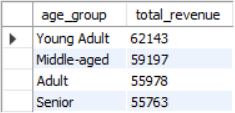 age_group total_revenue
Young Adult 62143
Middle-aged 59197
Adult 55978
Senior 55763